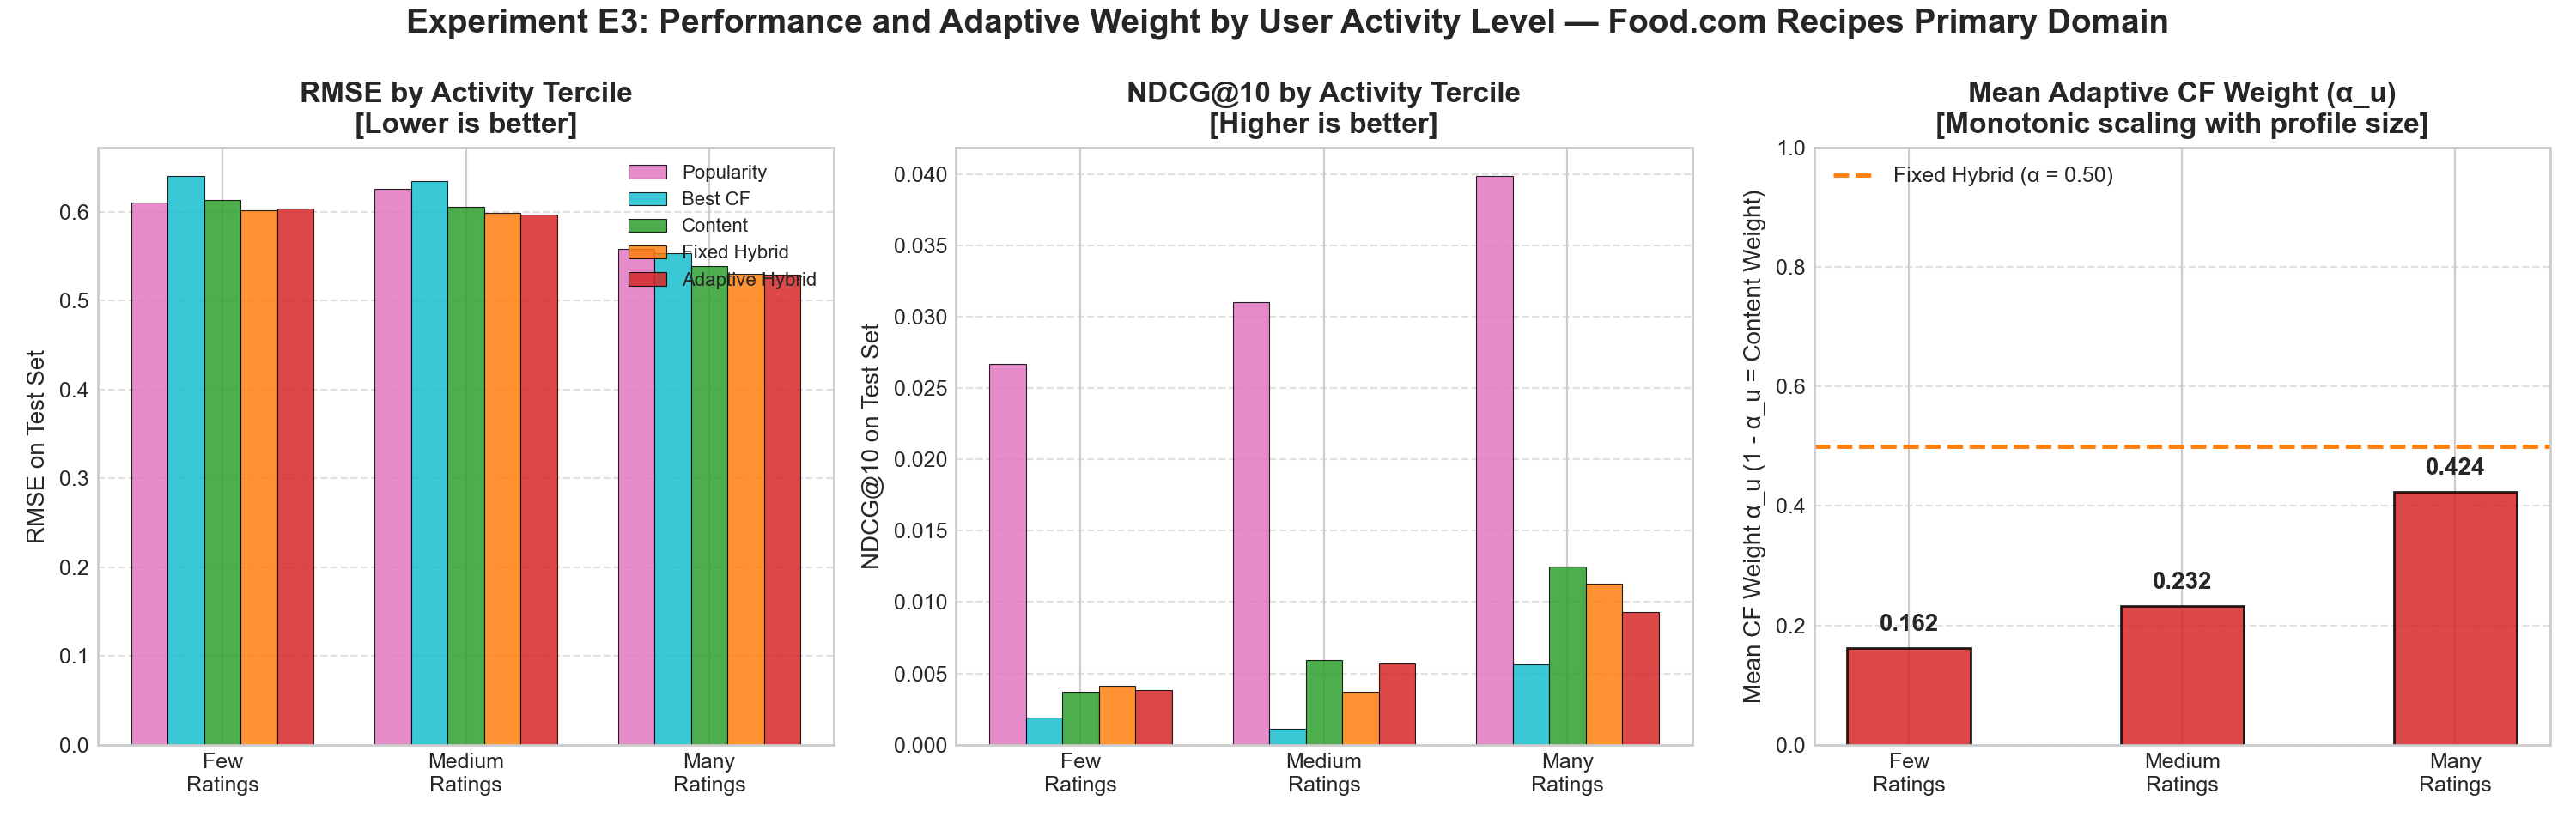 Experiment E3: Performance and Adaptive Weight by User Activity Level — Food.com Recipes Primary Domain
RMSE by Activity Tercile
[Lower is better]
RMSE on Test Set
0.6
0.5
0.4
0.3
0.2
0.1
0.0
Popularity
Best CF
Content
Fixed Hybrid
Adaptive Hybrid
Few
Ratings
Medium
Ratings
Many
Ratings
NDCG@10 by Activity Tercile
[Higher is better]
NDCG@10 on Test Set
0.040
0.035
0.030
0.025
0.020
0.015
0.010
0.005
0.000
Few
Ratings
Medium
Ratings
Many
Ratings
Mean Adaptive CF Weight (α_u)
[Monotonic scaling with profile size]
Mean CF Weight α_u (1 - α_u = Content Weight)
1.0
0.8
0.6
0.4
0.2
0.0
Fixed Hybrid (α = 0.50)
0.162
0.232
0.424
Few
Ratings
Medium
Ratings
Many
Ratings